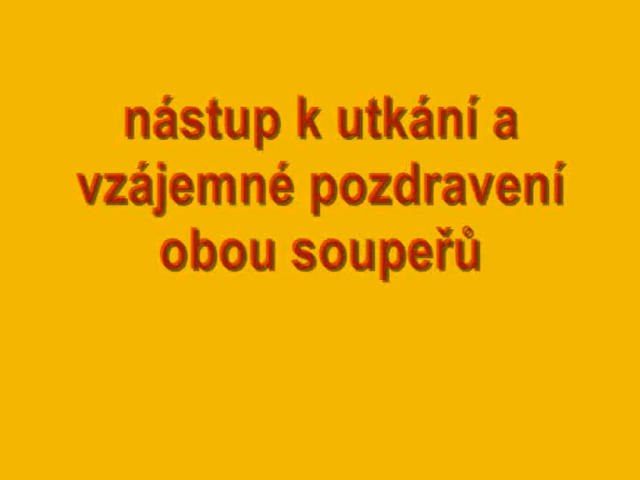 nástup k utkání a
vzájemné pozdravení
obou soupeřů